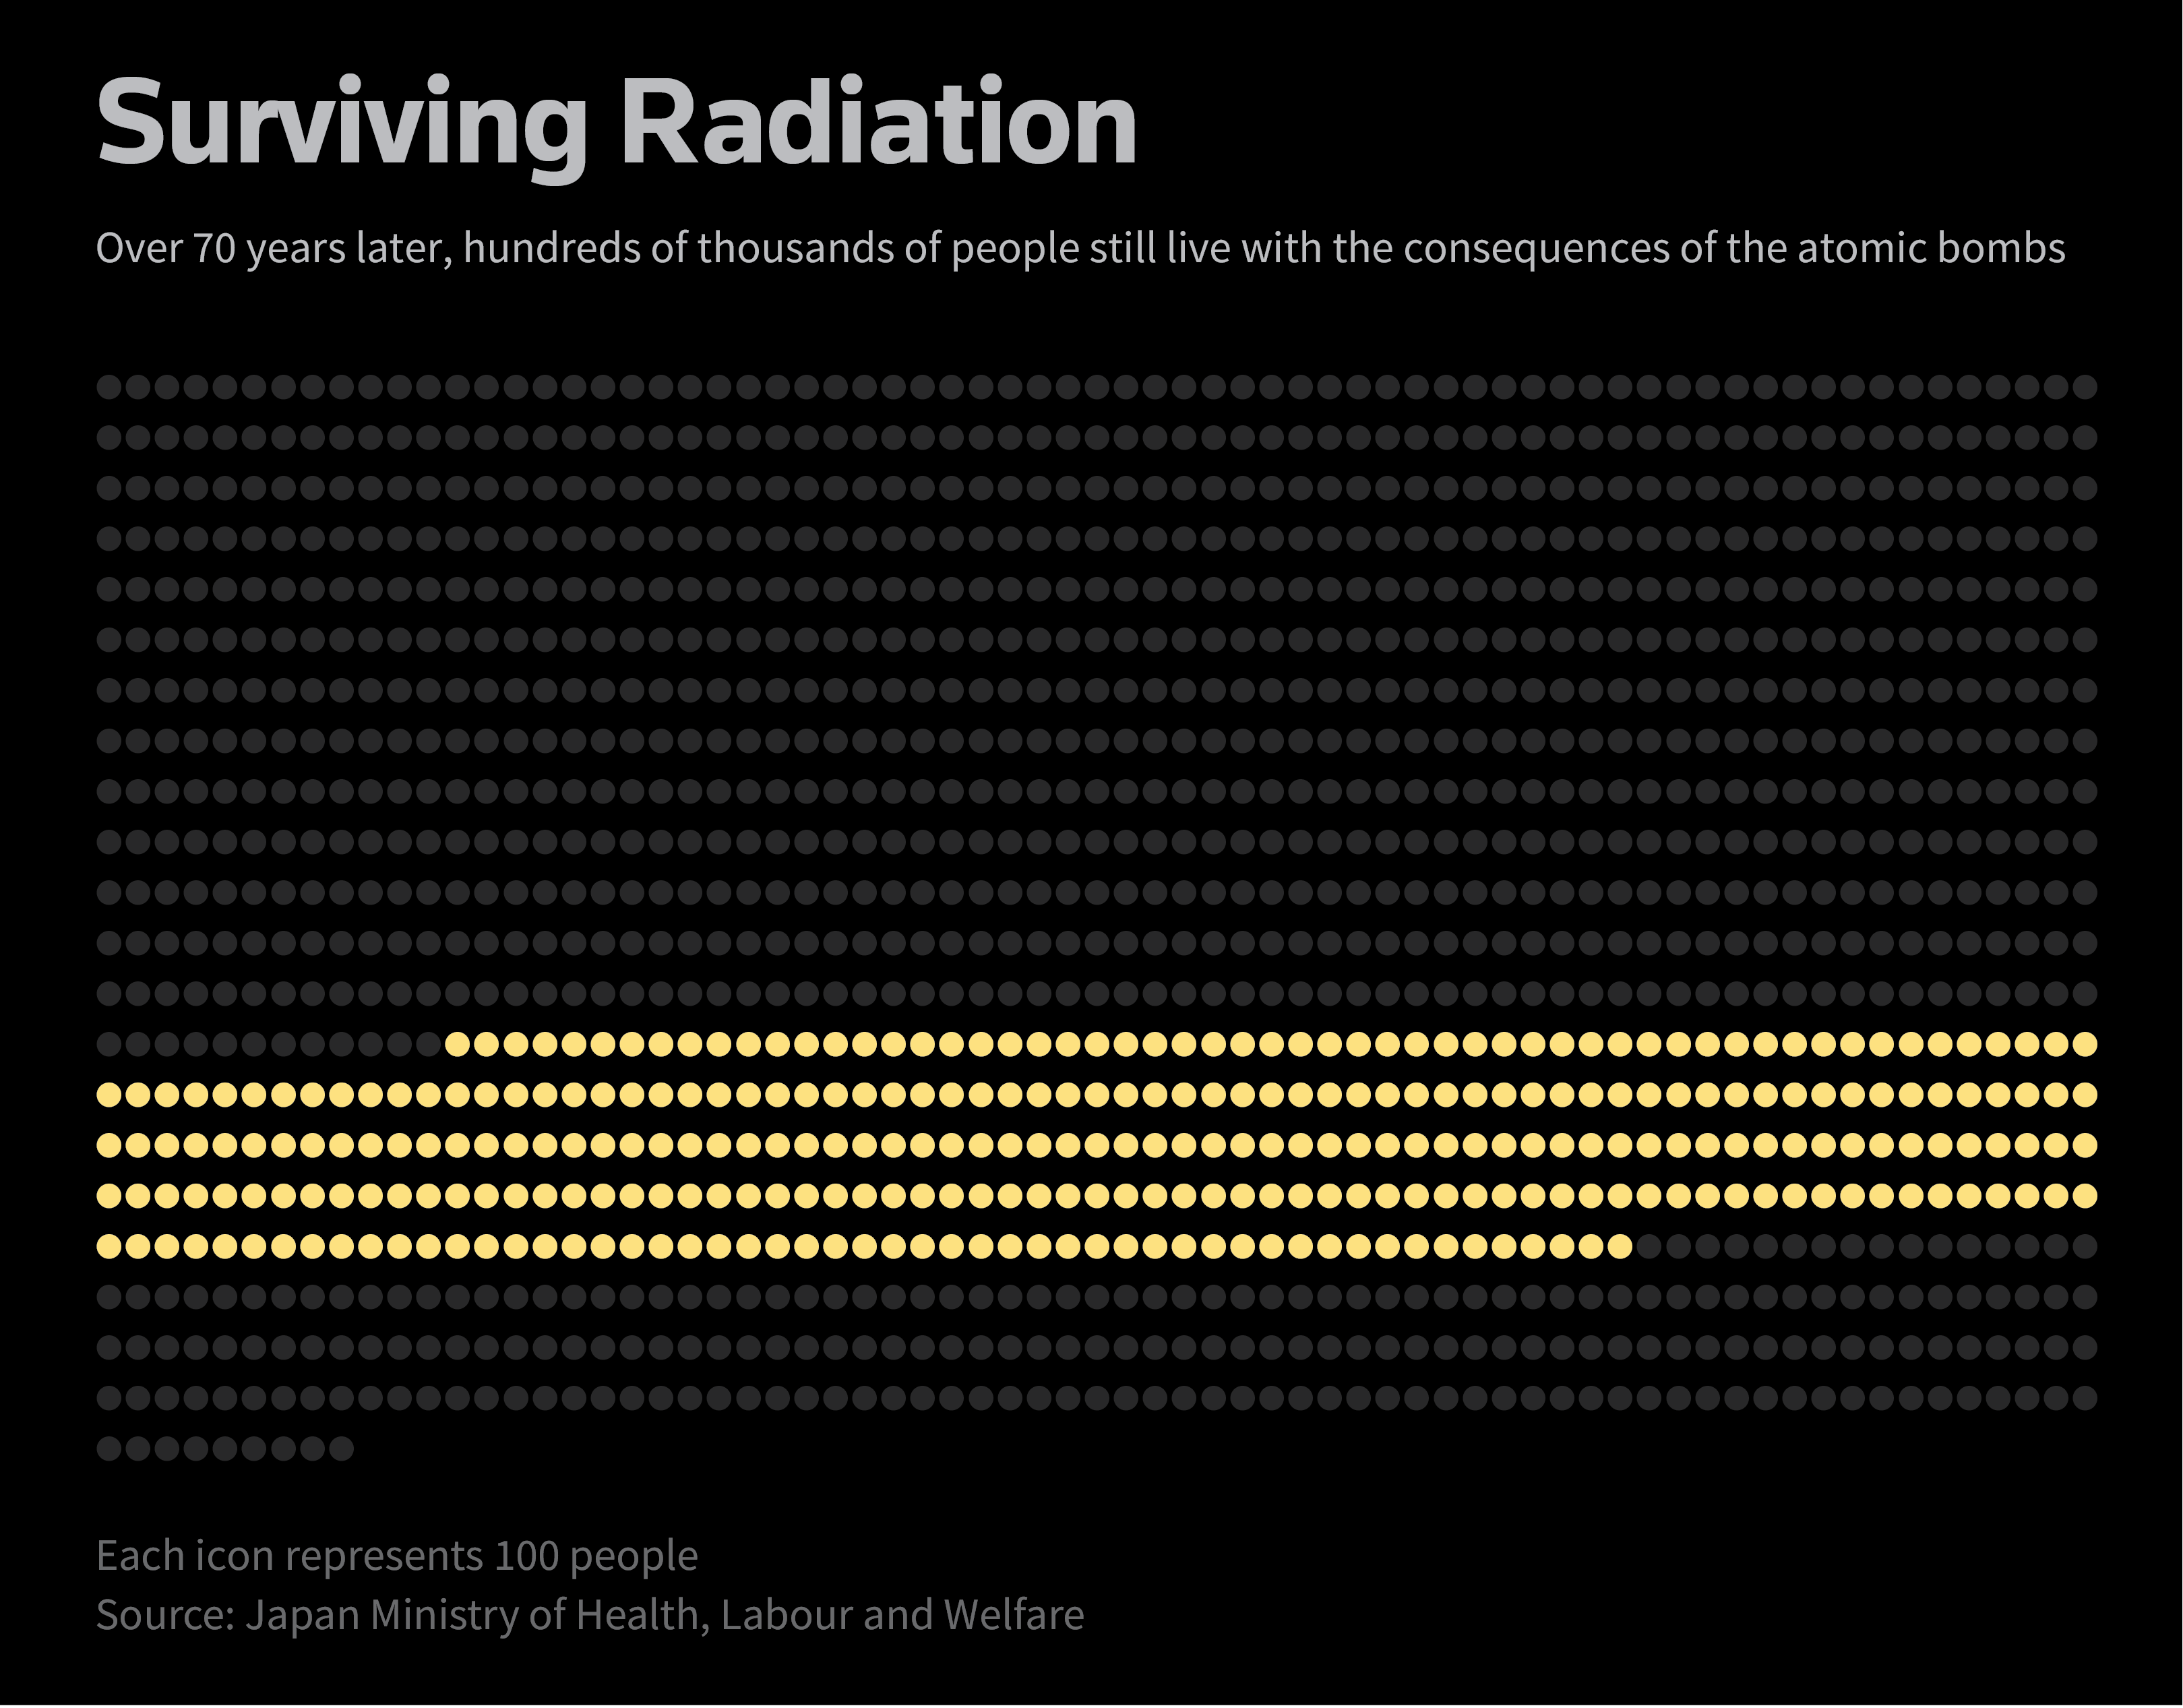 Surviving Radiation
Over 70 years later, hundreds of thousands of people still live with the consequences of the atomic bombs
Each icon represents 100 people
Source: Japan Ministry of Health, Labour and Welfare